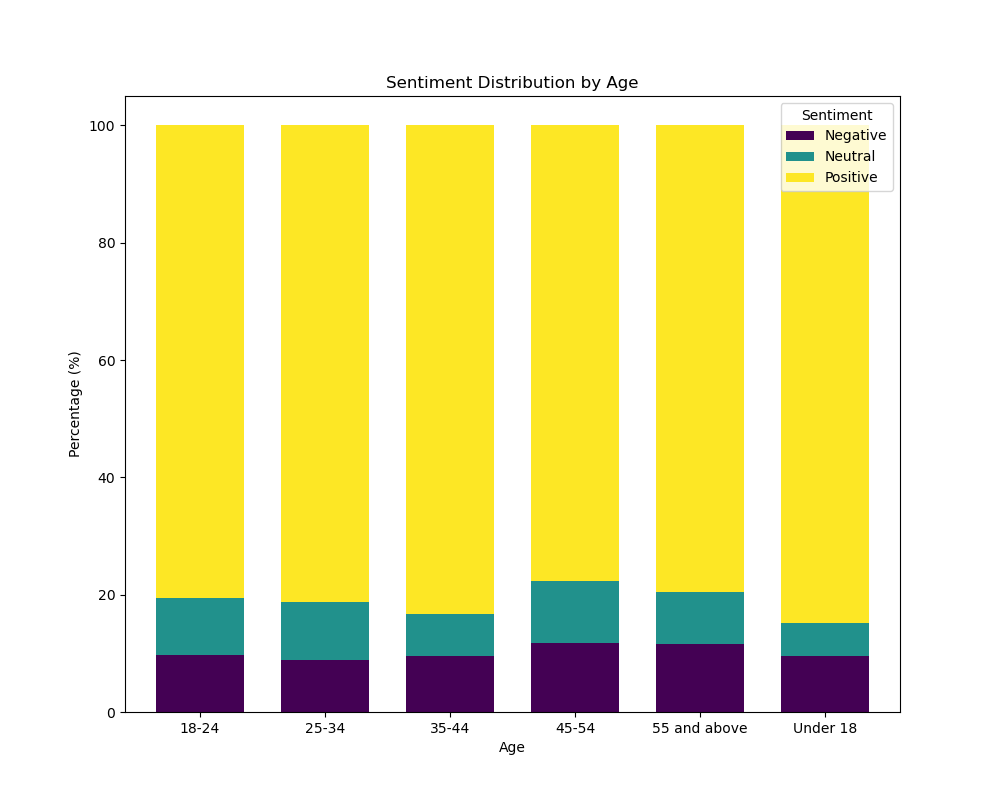 Sentiment Distribution by Age
Sentiment
Negative
Neutral
Positive
Percentage (%)
100
80
60
40
20
0
18-24 25-34 35-44 45-54 55 and above Under 18
Age